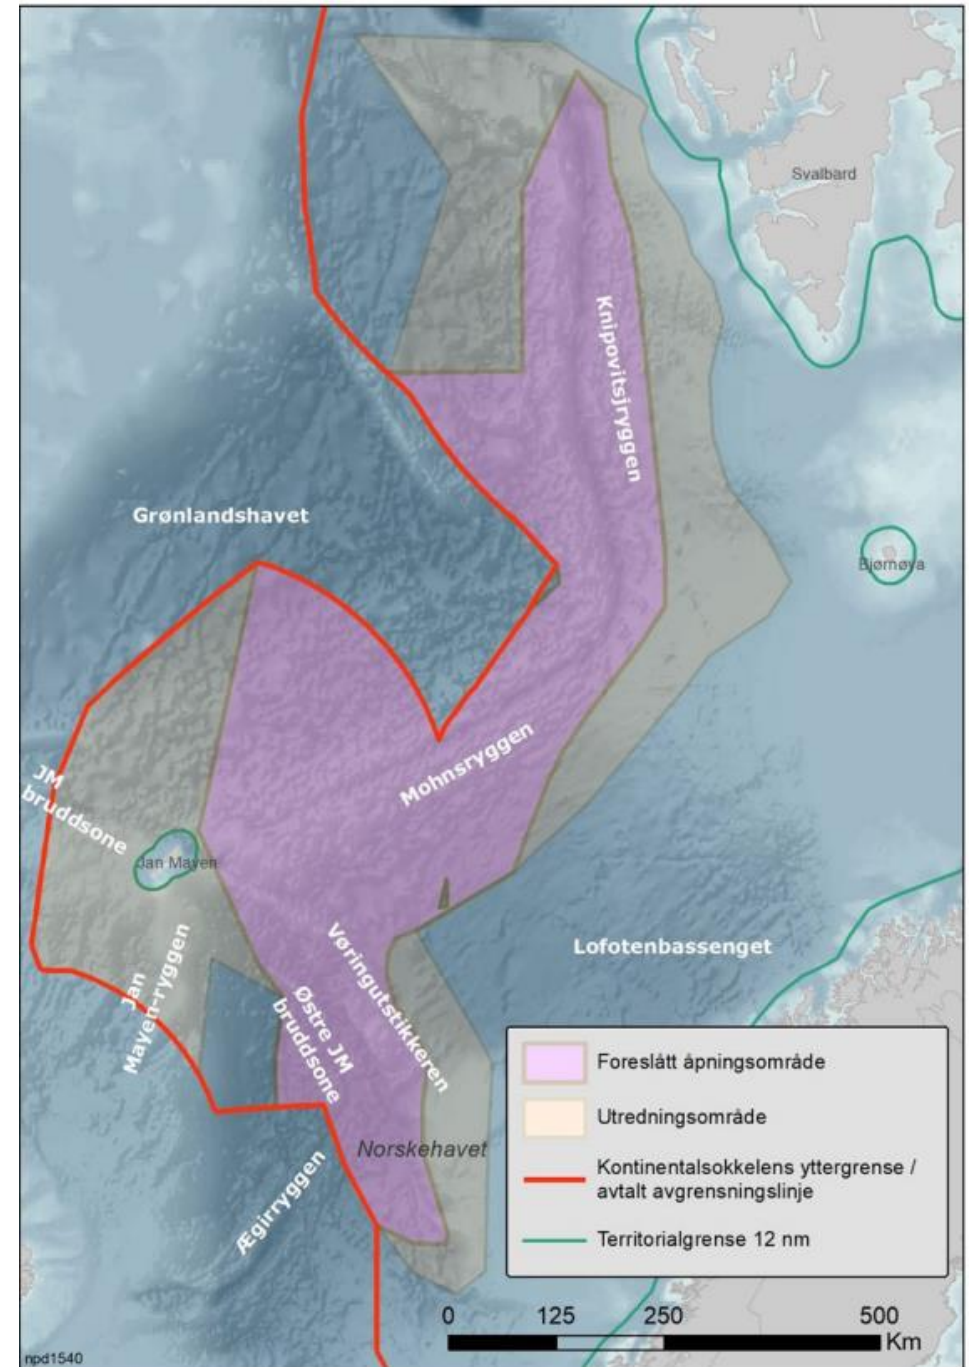 Svalbard
Knipovitsjryggen
Grønlandshavet
Bjørnøya
Mohnsryggen
JM
bruddsone
Jan Mayen
Vøringutstikkeren
Lofotenbassenget
Jan
Mayen-ryggen
Østre JM
bruddsone
Norskehavet
Ægirryggen
Foreslått åpningsområde
Utredningsområde
Kontinentalsokkelens yttergrense /
avtalt avgrensningslinje
Territorialgrense 12 nm
0 125 250 500
Km
npd1540